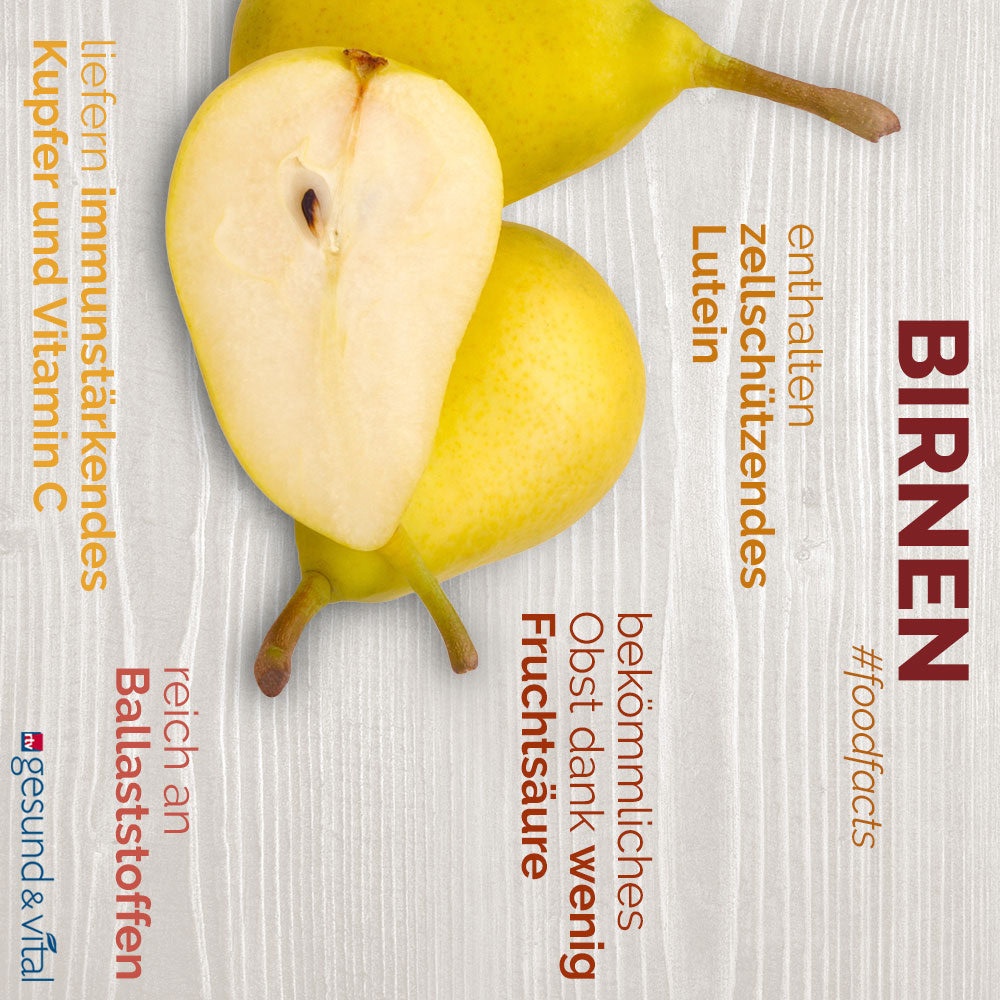 BIRNEN
#foodfacts
enthalten
zellschützendes
Lutein
bekömmliches
Obst dank wenig
Fruchtsäure
liefern immunstärkendes
Kupfer und Vitamin C
reich an
Ballaststoffen
rtv gesund & vital